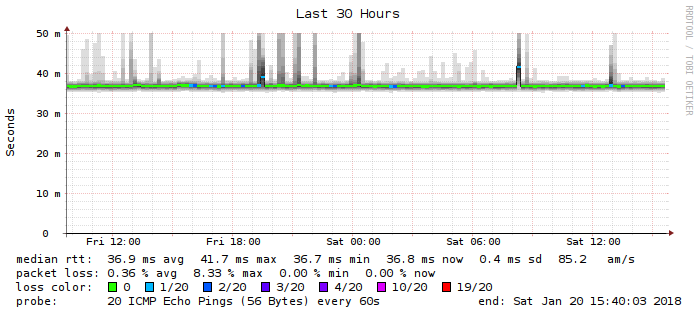 Last 30 Hours
RRDTOOL / TOBI OETIKER
Seconds
50 m
40 m
30 m
20 m
10 m
0
Fri 12:00 Fri 18:00 Sat 00:00 Sat 06:00 Sat 12:00
median rtt: 36.9 ms avg 41.7 ms max 36.7 ms min 36.8 ms now 0.4 ms sd 85.2 am/s
packet loss: 0.36 % avg 8.33 % max 0.00 % min 0.00 % now
loss color: 0 1/20 2/20 3/20 4/20 10/20 19/20
probe: 20 ICMP Echo Pings (56 Bytes) every 60s end: Sat Jan 20 15:40:03 2018